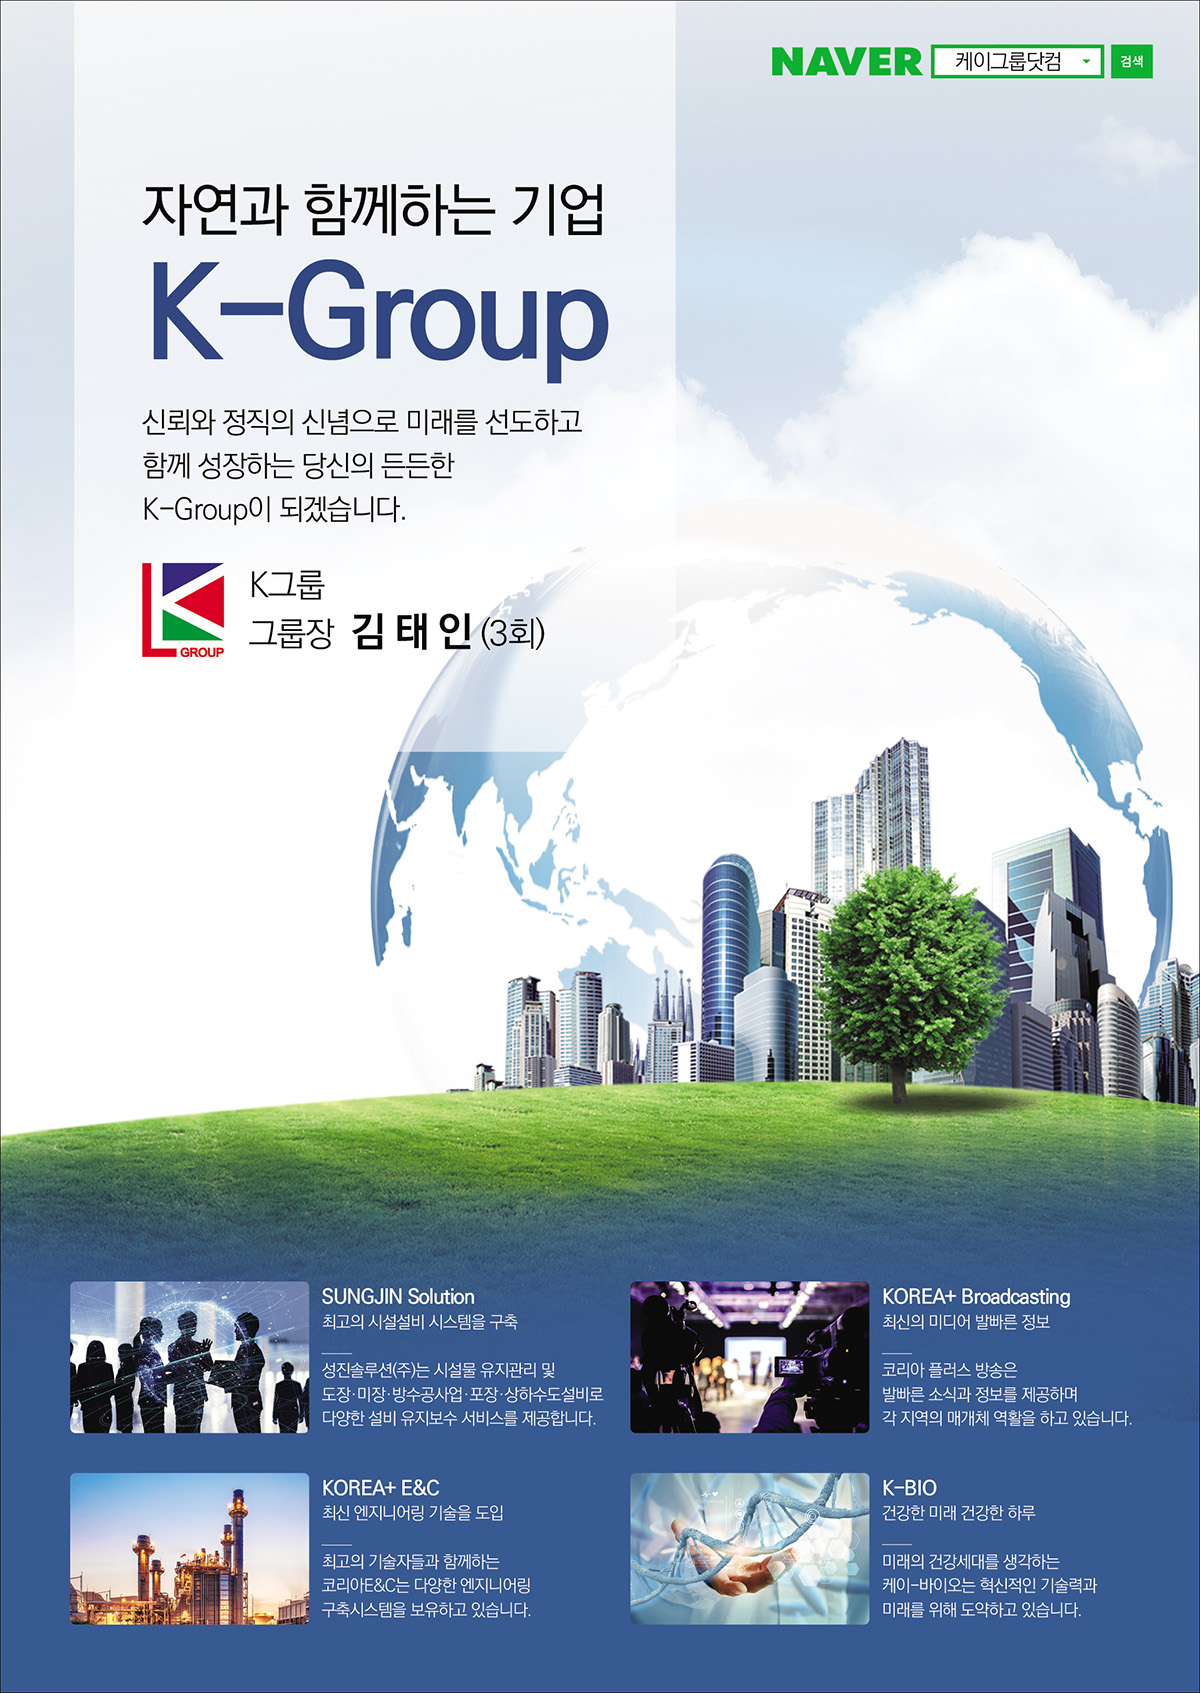 NAVER 케이그룹닷컴 검색
자연과 함께하는 기업
K-Group
신뢰와 정직의 신념으로 미래를 선도하고
함께 성장하는 당신의 든든한
K-Group이 되겠습니다.
GROUP
K그룹
그룹장 김태인 (3회)
SUNGJIN Solution
최고의 시설설비 시스템을 구축
성진솔루션(주)는 시설물 유지관리 및
도장·미장·방수공사업·포장·상하수도설비로
다양한 설비 유지보수 서비스를 제공합니다.
KOREA+ Broadcasting
최신의 미디어 발빠른 정보
코리아 플러스 방송은
발빠른 소식과 정보를 제공하며
각 지역의 매개체 역활을 하고 있습니다.
KOREA+ E&C
최신 엔지니어링 기술을 도입
최고의 기술자들과 함께하는
코리아E&C는 다양한 엔지니어링
구축시스템을 보유하고 있습니다.
K-BIO
건강한 미래 건강한 하루
미래의 건강세대를 생각하는
케이-바이오는 혁신적인 기술력과
미래를 위해 도약하고 있습니다.